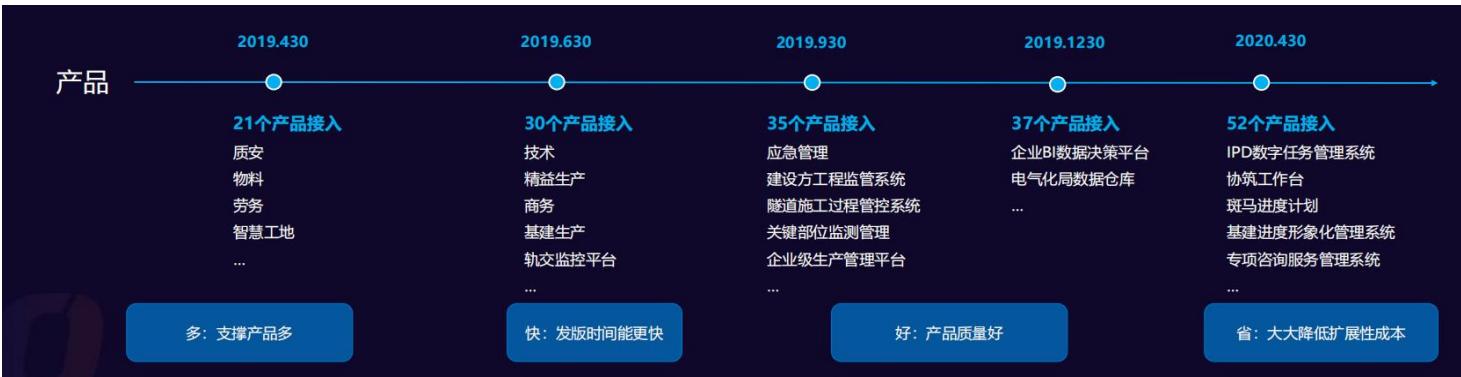 产品
2019.430
21个产品接入
质安
物料
劳务
智慧工地
...
2019.630
30个产品接入
技术
精益生产
商务
基建生产
轨交监控平台
...
2019.930
35个产品接入
应急管理
建设方工程监管系统
隧道施工过程管控系统
关键部位监测管理
企业级生产管理平台
...
2019.1230
37个产品接入
企业BI数据决策平台
电气化局数据仓库
...
2020.430
52个产品接入
IPD数字任务管理系统
协筑工作台
斑马进度计划
基建进度形象化管理系统
专项咨询服务管理系统
...
多：支撑产品多
快：发版时间能更快
好：产品质量好
省：大大降低扩展性成本